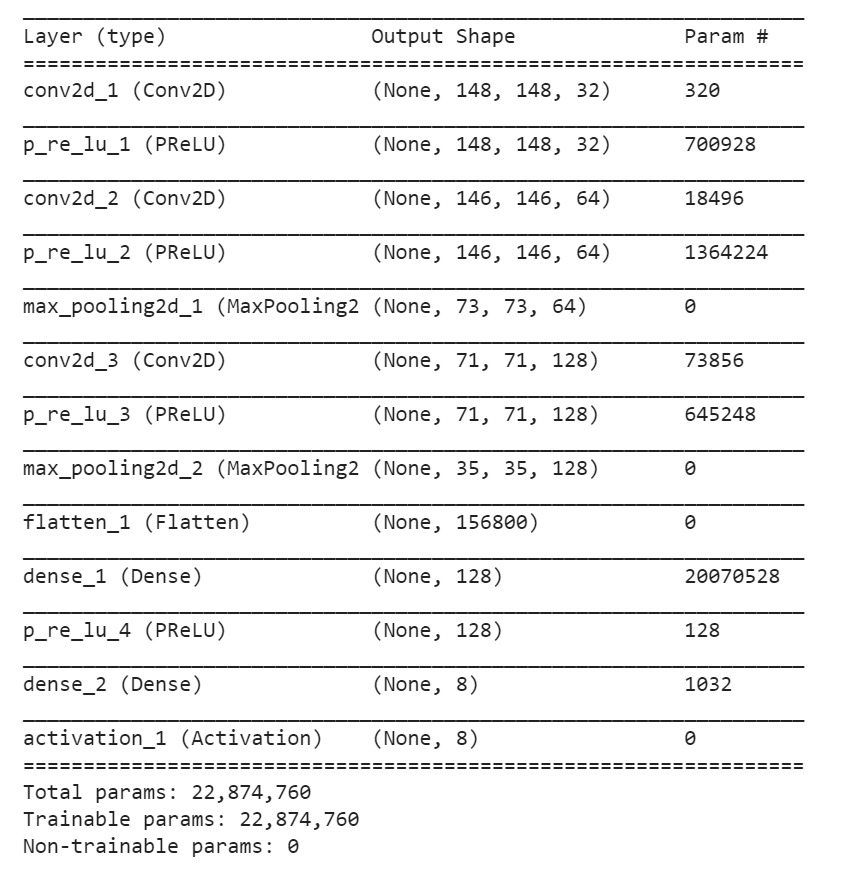 Layer (type) Output Shape Param #
=================================================================
conv2d_1 (Conv2D) (None, 148, 148, 32) 320
_________________________________________________________________
p_re_lu_1 (PReLU) (None, 148, 148, 32) 700928
_________________________________________________________________
conv2d_2 (Conv2D) (None, 146, 146, 64) 18496
_________________________________________________________________
p_re_lu_2 (PReLU) (None, 146, 146, 64) 1364224
_________________________________________________________________
max_pooling2d_1 (MaxPooling2 (None, 73, 73, 64) 0
_________________________________________________________________
conv2d_3 (Conv2D) (None, 71, 71, 128) 73856
_________________________________________________________________
p_re_lu_3 (PReLU) (None, 71, 71, 128) 645248
_________________________________________________________________
max_pooling2d_2 (MaxPooling2 (None, 35, 35, 128) 0
_________________________________________________________________
flatten_1 (Flatten) (None, 156800) 0
_________________________________________________________________
dense_1 (Dense) (None, 128) 20070528
_________________________________________________________________
p_re_lu_4 (PReLU) (None, 128) 128
_________________________________________________________________
dense_2 (Dense) (None, 8) 1032
_________________________________________________________________
activation_1 (Activation) (None, 8) 0
=================================================================
Total params: 22,874,760
Trainable params: 22,874,760
Non-trainable params: 0